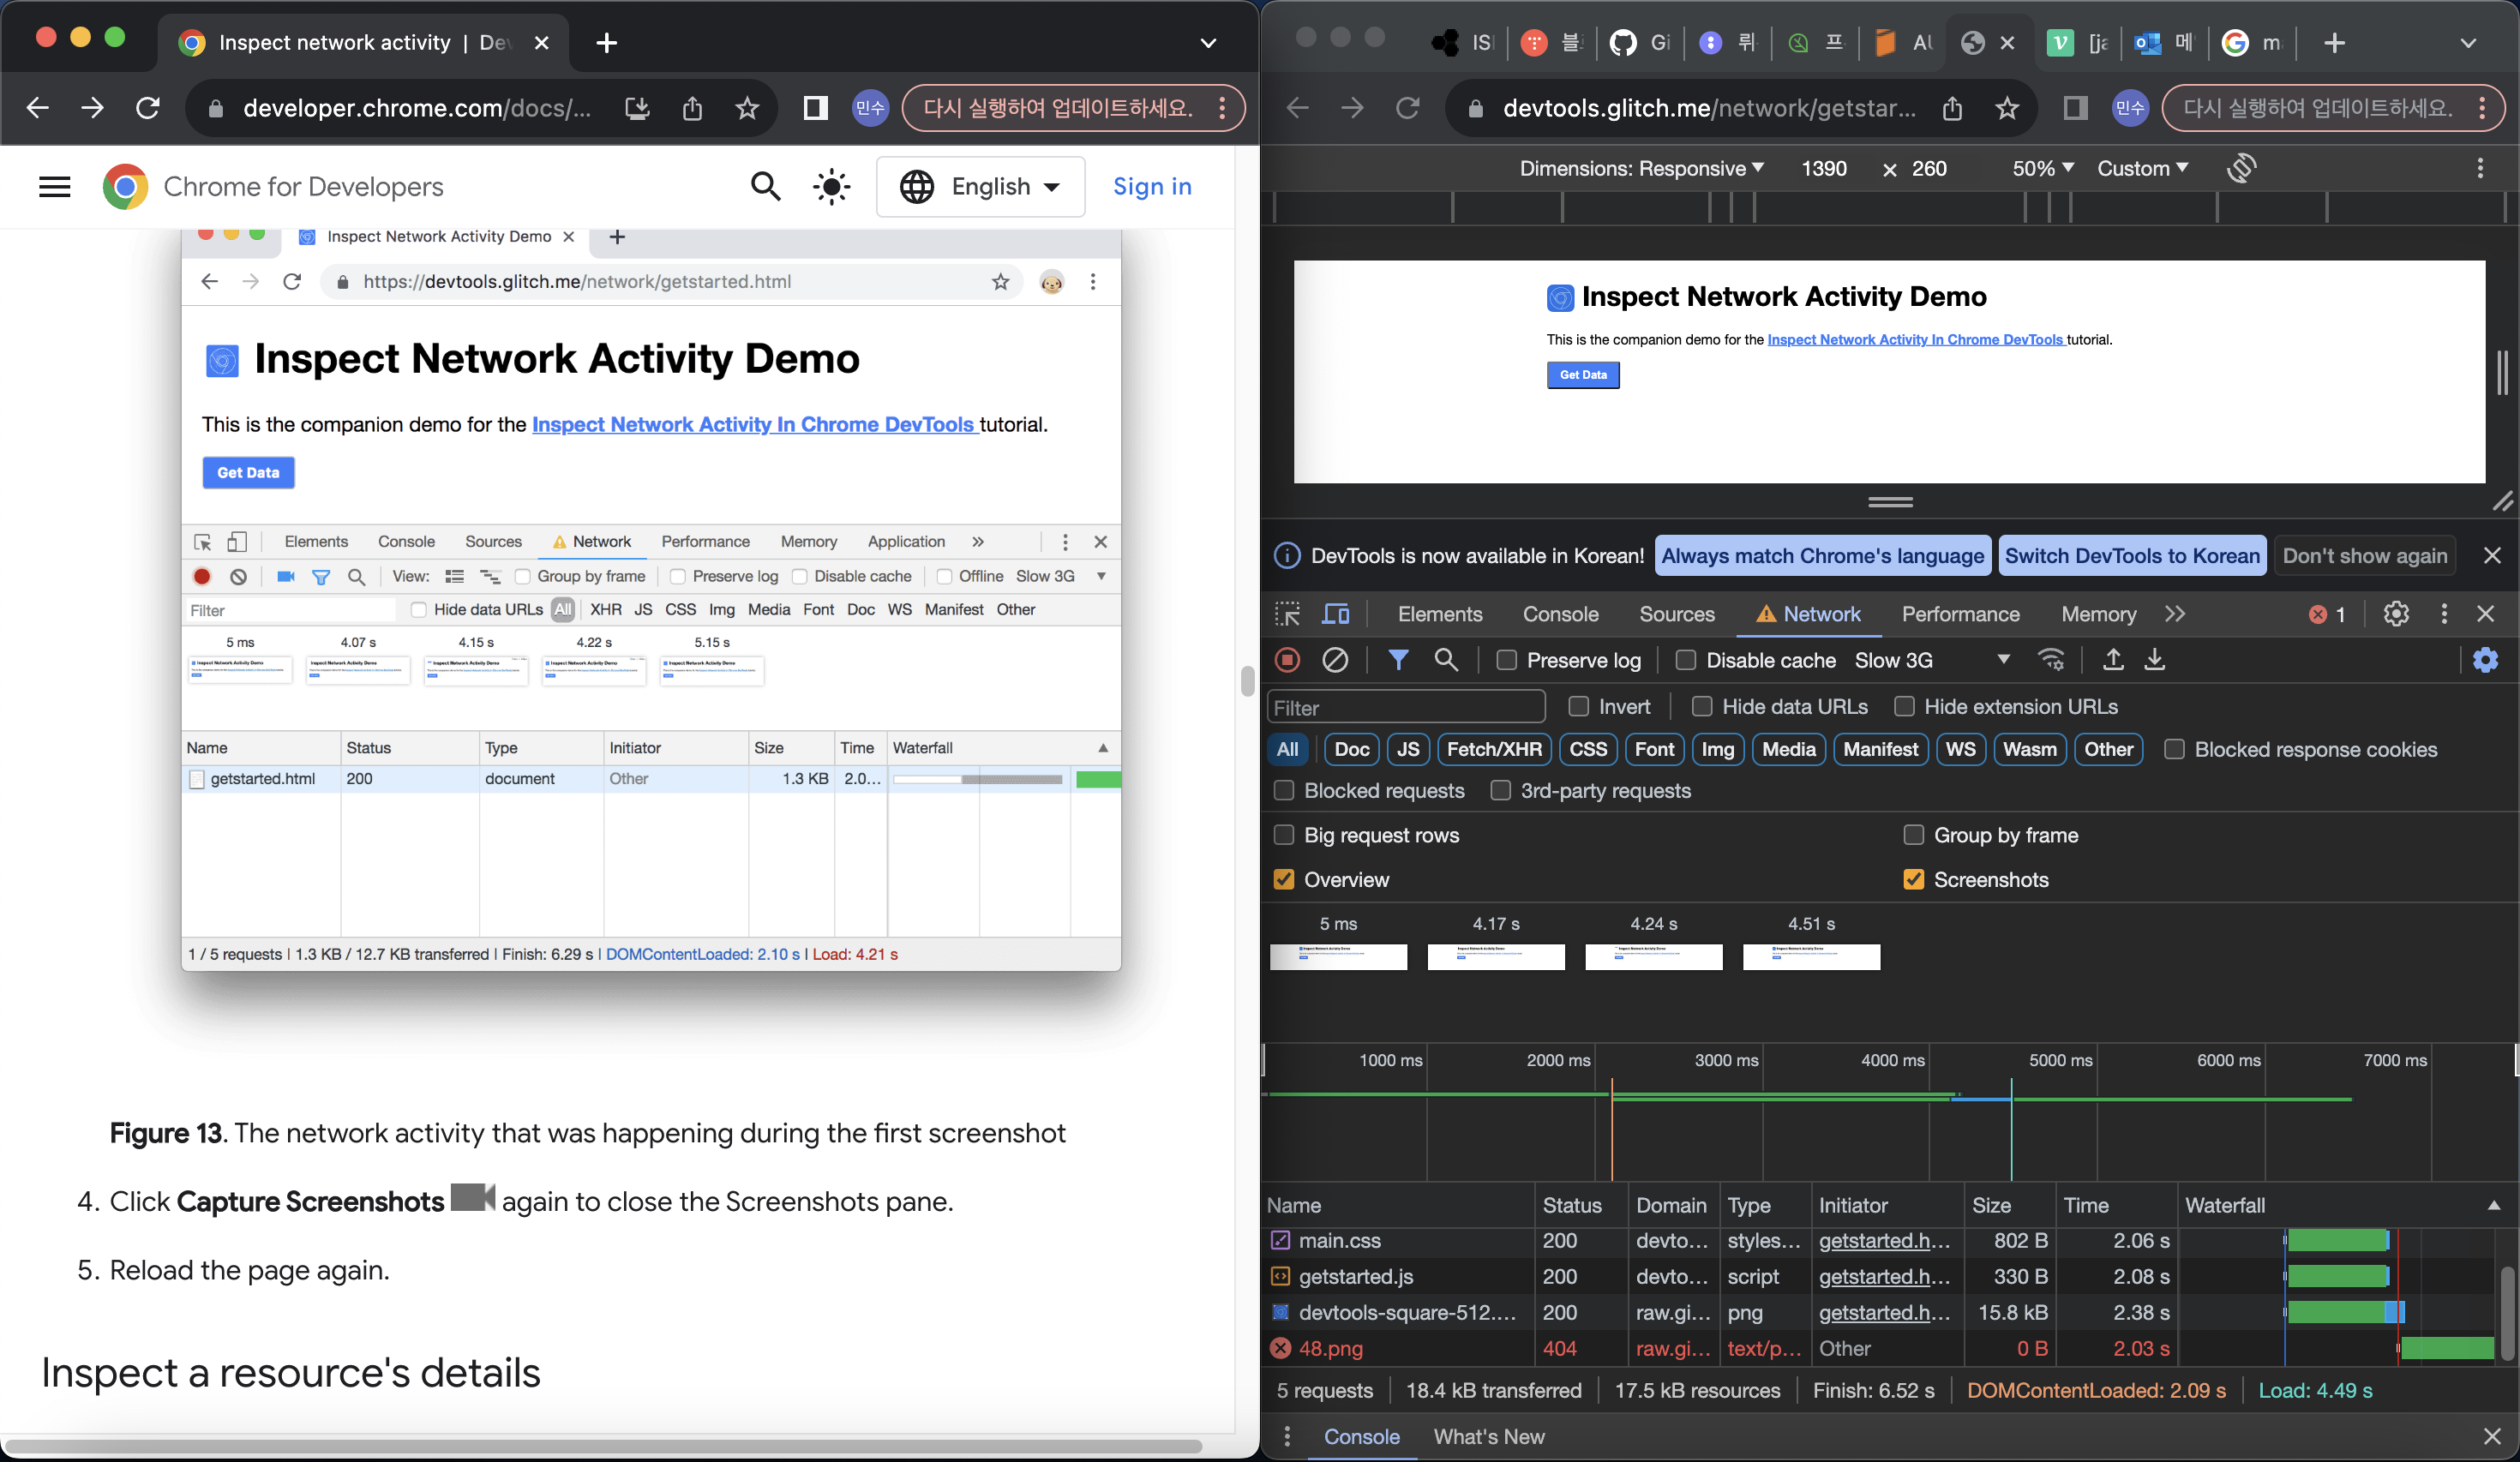 Inspect network activity | Dev
developer.chrome.com/docs/...
민수
다시 실행하여 업데이트하세요.
Chrome for Developers
English
Sign in
Inspect Network Activity Demo
https://devtools.glitch.me/network/getstarted.html
Inspect Network Activity Demo
This is the companion demo for the Inspect Network Activity In Chrome DevTools tutorial.
Get Data
Elements Console Sources Network Performance Memory Application
View: Group by frame Preserve log Disable cache Offline Slow 3G
Filter Hide data URLs All XHR JS CSS Img Media Font Doc WS Manifest Other
5 ms 4.07 s 4.15 s 4.22 s 5.15 s
Name Status Type Initiator Size Time Waterfall
getstarted.html 200 document Other 1.3 KB 2.0...
1 / 5 requests | 1.3 KB / 12.7 KB transferred | Finish: 6.29 s | DOMContentLoaded: 2.10 s | Load: 4.21 s
Figure 13. The network activity that was happening during the first screenshot
4. Click Capture Screenshots again to close the Screenshots pane.
5. Reload the page again.
Inspect a resource's details
IS 블 Gi 뤼 프 AU [ja 메 m
devtools.glitch.me/network/getstar...
민수
다시 실행하여 업데이트하세요.
Dimensions: Responsive 1390 × 260 50% Custom
Inspect Network Activity Demo
This is the companion demo for the Inspect Network Activity In Chrome DevTools tutorial.
Get Data
DevTools is now available in Korean! Always match Chrome's language Switch DevTools to Korean Don't show again
Elements Console Sources Network Performance Memory 1
Preserve log Disable cache Slow 3G
Filter Invert Hide data URLs Hide extension URLs
All Doc JS Fetch/XHR CSS Font Img Media Manifest WS Wasm Other Blocked response cookies
Blocked requests 3rd-party requests
Big request rows Group by frame
Overview Screenshots
5 ms 4.17 s 4.24 s 4.51 s
1000 ms 2000 ms 3000 ms 4000 ms 5000 ms 6000 ms 7000 ms
Name Status Domain Type Initiator Size Time Waterfall
main.css 200 devto... styles... getstarted.h... 802 B 2.06 s
getstarted.js 200 devto... script getstarted.h... 330 B 2.08 s
devtools-square-512.... 200 raw.gi... png getstarted.h... 15.8 kB 2.38 s
48.png 404 raw.gi... text/p... Other 0 B 2.03 s
5 requests 18.4 kB transferred 17.5 kB resources Finish: 6.52 s DOMContentLoaded: 2.09 s Load: 4.49 s
Console What's New